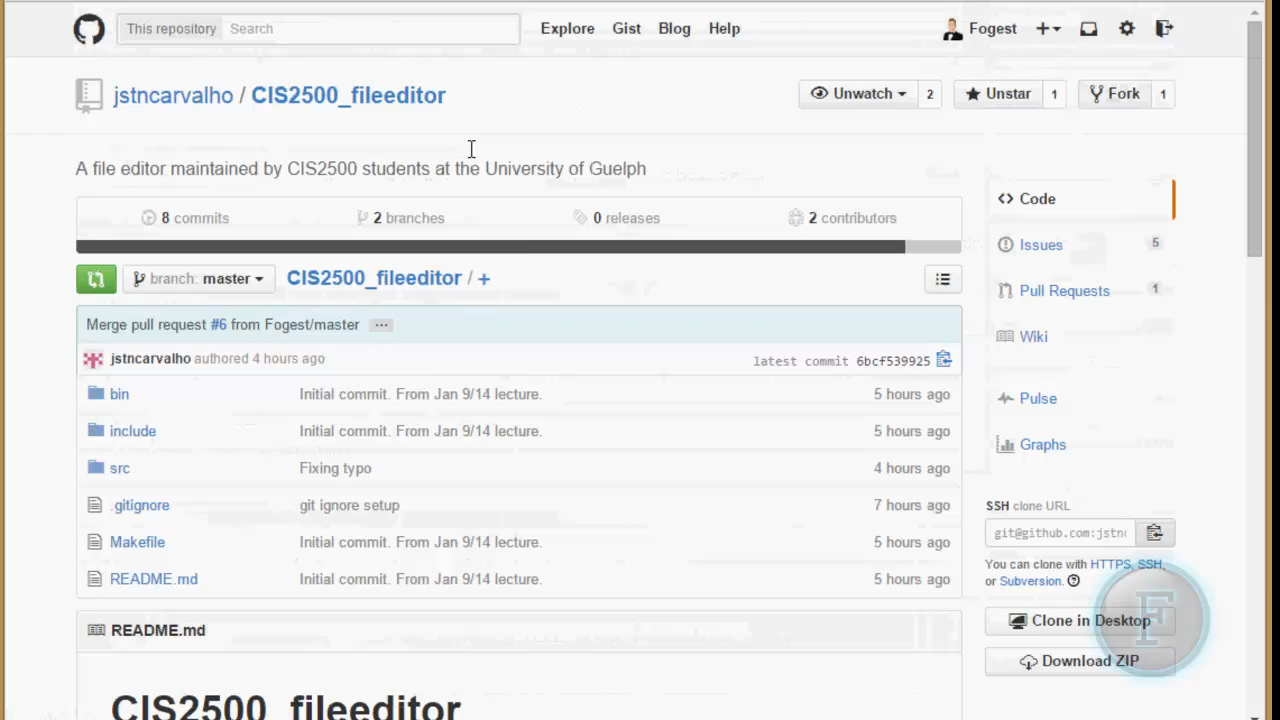 This repository Search Explore Gist Blog Help Fogest
jstncarvalho / CIS2500_fileeditor Unwatch 2 Unstar 1 Fork 1
A file editor maintained by CIS2500 students at the University of Guelph
8 commits 2 branches 0 releases 2 contributors
branch: master CIS2500_fileeditor / +
Merge pull request #6 from Fogest/master ...
jstncarvalho authored 4 hours ago latest commit 6bcf539925
bin Initial commit. From Jan 9/14 lecture. 5 hours ago
include Initial commit. From Jan 9/14 lecture. 5 hours ago
src Fixing typo 4 hours ago
.gitignore git ignore setup 7 hours ago
Makefile Initial commit. From Jan 9/14 lecture. 5 hours ago
README.md Initial commit. From Jan 9/14 lecture. 5 hours ago
README.md
CIS2500_fileeditor
Code
Issues 5
Pull Requests 1
Wiki
Pulse
Graphs
SSH clone URL
git@github.com:jstn
You can clone with HTTPS, SSH,
or Subversion.
Clone in Desktop
Download ZIP
F